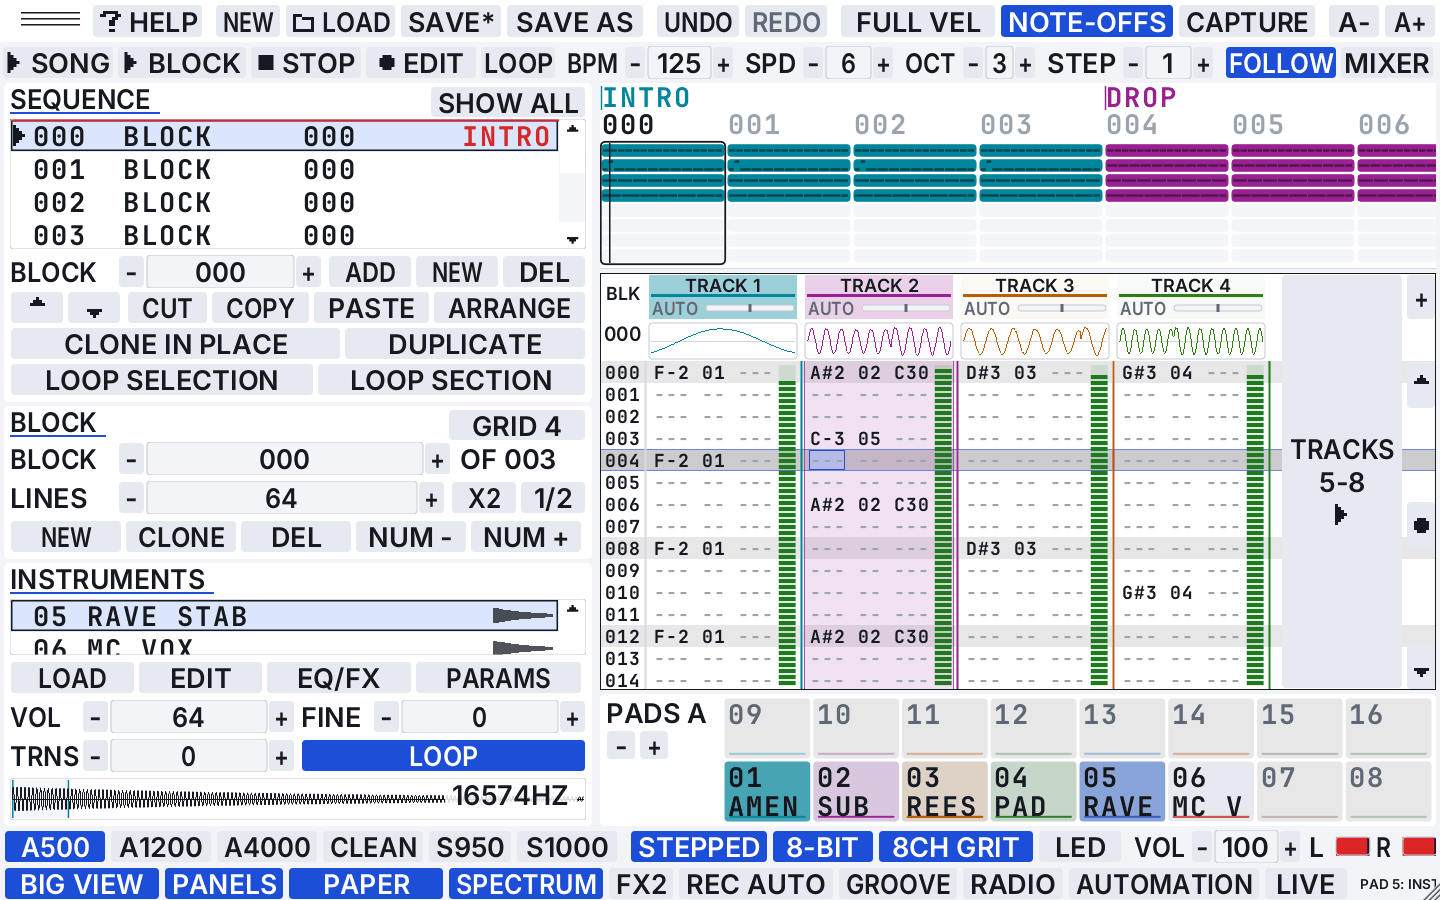 HELP NEW LOAD SAVE* SAVE AS UNDO REDO FULL VEL NOTE-OFFS CAPTURE A- A+
SONG BLOCK STOP EDIT LOOP BPM - 125 + SPD - 6 + OCT - 3 + STEP - 1 + FOLLOW MIXER
SEQUENCE SHOW ALL
000 BLOCK 000 INTRO
001 BLOCK 000
002 BLOCK 000
003 BLOCK 000
BLOCK - 000 + ADD NEW DEL
CUT COPY PASTE ARRANGE
CLONE IN PLACE DUPLICATE
LOOP SELECTION LOOP SECTION
BLOCK GRID 4
BLOCK - 000 + OF 003
LINES - 64 + X2 1/2
NEW CLONE DEL NUM - NUM +
INSTRUMENTS
05 RAVE STAB
06 MC VOX
LOAD EDIT EQ/FX PARAMS
VOL - 64 + FINE - 0 +
TRNS - 0 + LOOP
16574HZ
INTRO DROP
000 001 002 003 004 005 006
BLK TRACK 1 TRACK 2 TRACK 3 TRACK 4 +
AUTO AUTO AUTO AUTO
000
000 F-2 01 --- A#2 02 C30 D#3 03 --- G#3 04 ---
001 --- -- --- --- -- --- --- -- --- --- -- ---
002 --- -- --- --- -- --- --- -- --- --- -- ---
003 --- -- --- C-3 05 --- --- -- --- --- -- ---
004 F-2 01 --- --- -- --- --- -- --- --- -- ---
005 --- -- --- --- -- --- --- -- --- --- -- ---
006 --- -- --- A#2 02 C30 --- -- --- --- -- ---
007 --- -- --- --- -- --- --- -- --- --- -- ---
008 F-2 01 --- --- -- --- D#3 03 --- --- -- ---
009 --- -- --- --- -- --- --- -- --- --- -- ---
010 --- -- --- --- -- --- --- -- --- G#3 04 ---
011 --- -- --- --- -- --- --- -- --- --- -- ---
012 F-2 01 --- A#2 02 C30 --- -- --- --- -- ---
013 --- -- --- --- -- --- --- -- --- --- -- ---
014 --- -- --- --- -- --- --- -- --- --- -- ---
TRACKS
5-8
PADS A 09 10 11 12 13 14 15 16
- +
01 02 03 04 05 06 07 08
AMEN SUB REES PAD RAVE MC V
A500 A1200 A4000 CLEAN S950 S1000 STEPPED 8-BIT 8CH GRIT LED VOL - 100 + L R
BIG VIEW PANELS PAPER SPECTRUM FX2 REC AUTO GROOVE RADIO AUTOMATION LIVE PAD 5: INST